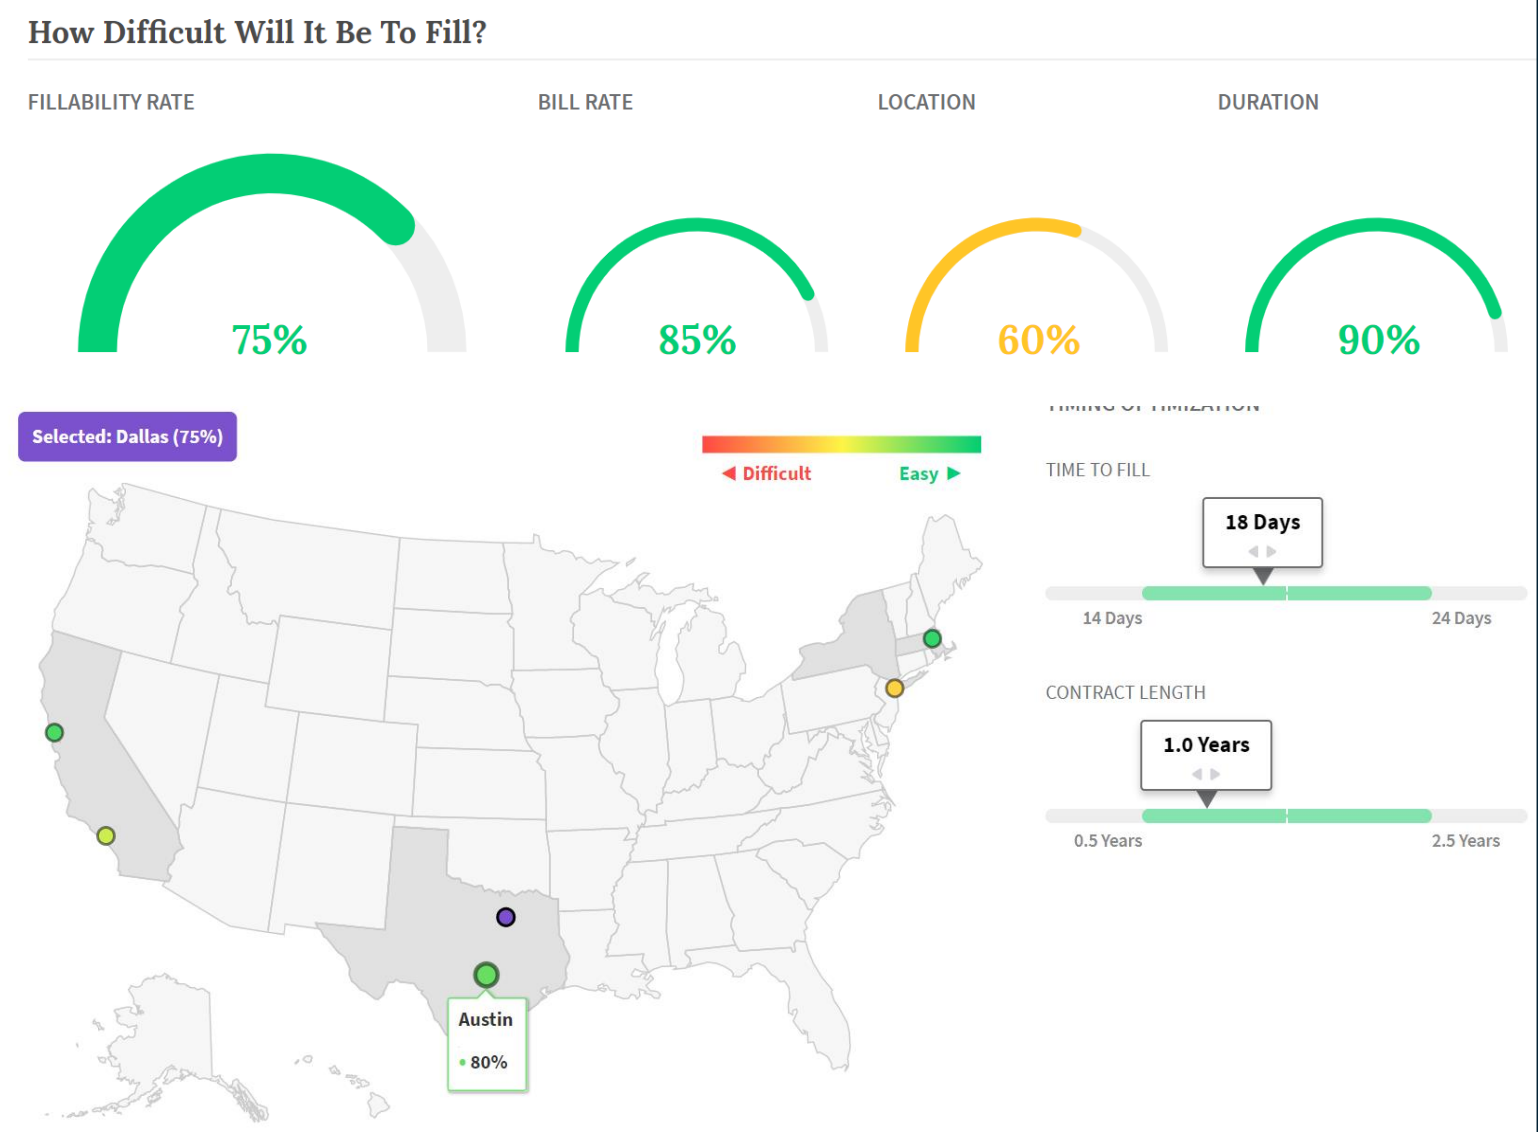 How Difficult Will It Be To Fill?
FILLABILITY RATE
BILL RATE
LOCATION
DURATION
75%
85%
60%
90%
Selected: Dallas (75%)
Difficult
Easy
TIMING OPTIMIZATION
TIME TO FILL
18 Days
14 Days
24 Days
CONTRACT LENGTH
1.0 Years
0.5 Years
2.5 Years
Austin
• 80%